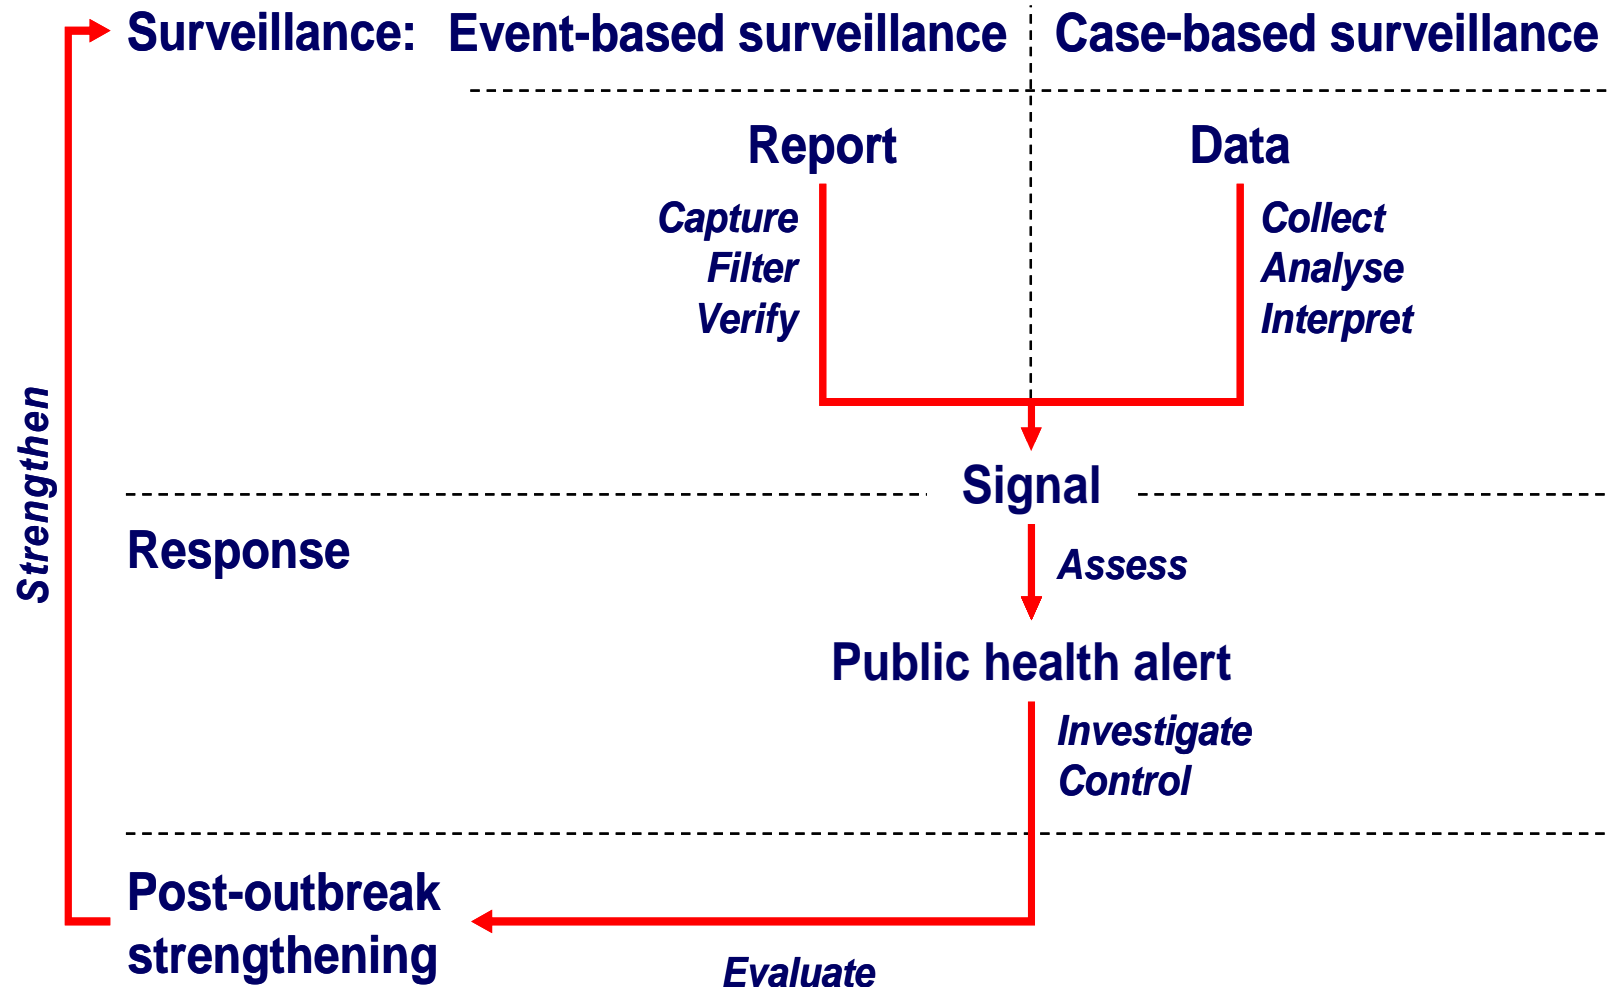 Surveillance: Event-based surveillance Case-based surveillance
Report Data
Capture Collect
Filter Analyse
Verify Interpret
Strengthen
Signal
Response
Assess
Public health alert
Investigate
Control
Post-outbreak
strengthening
Evaluate